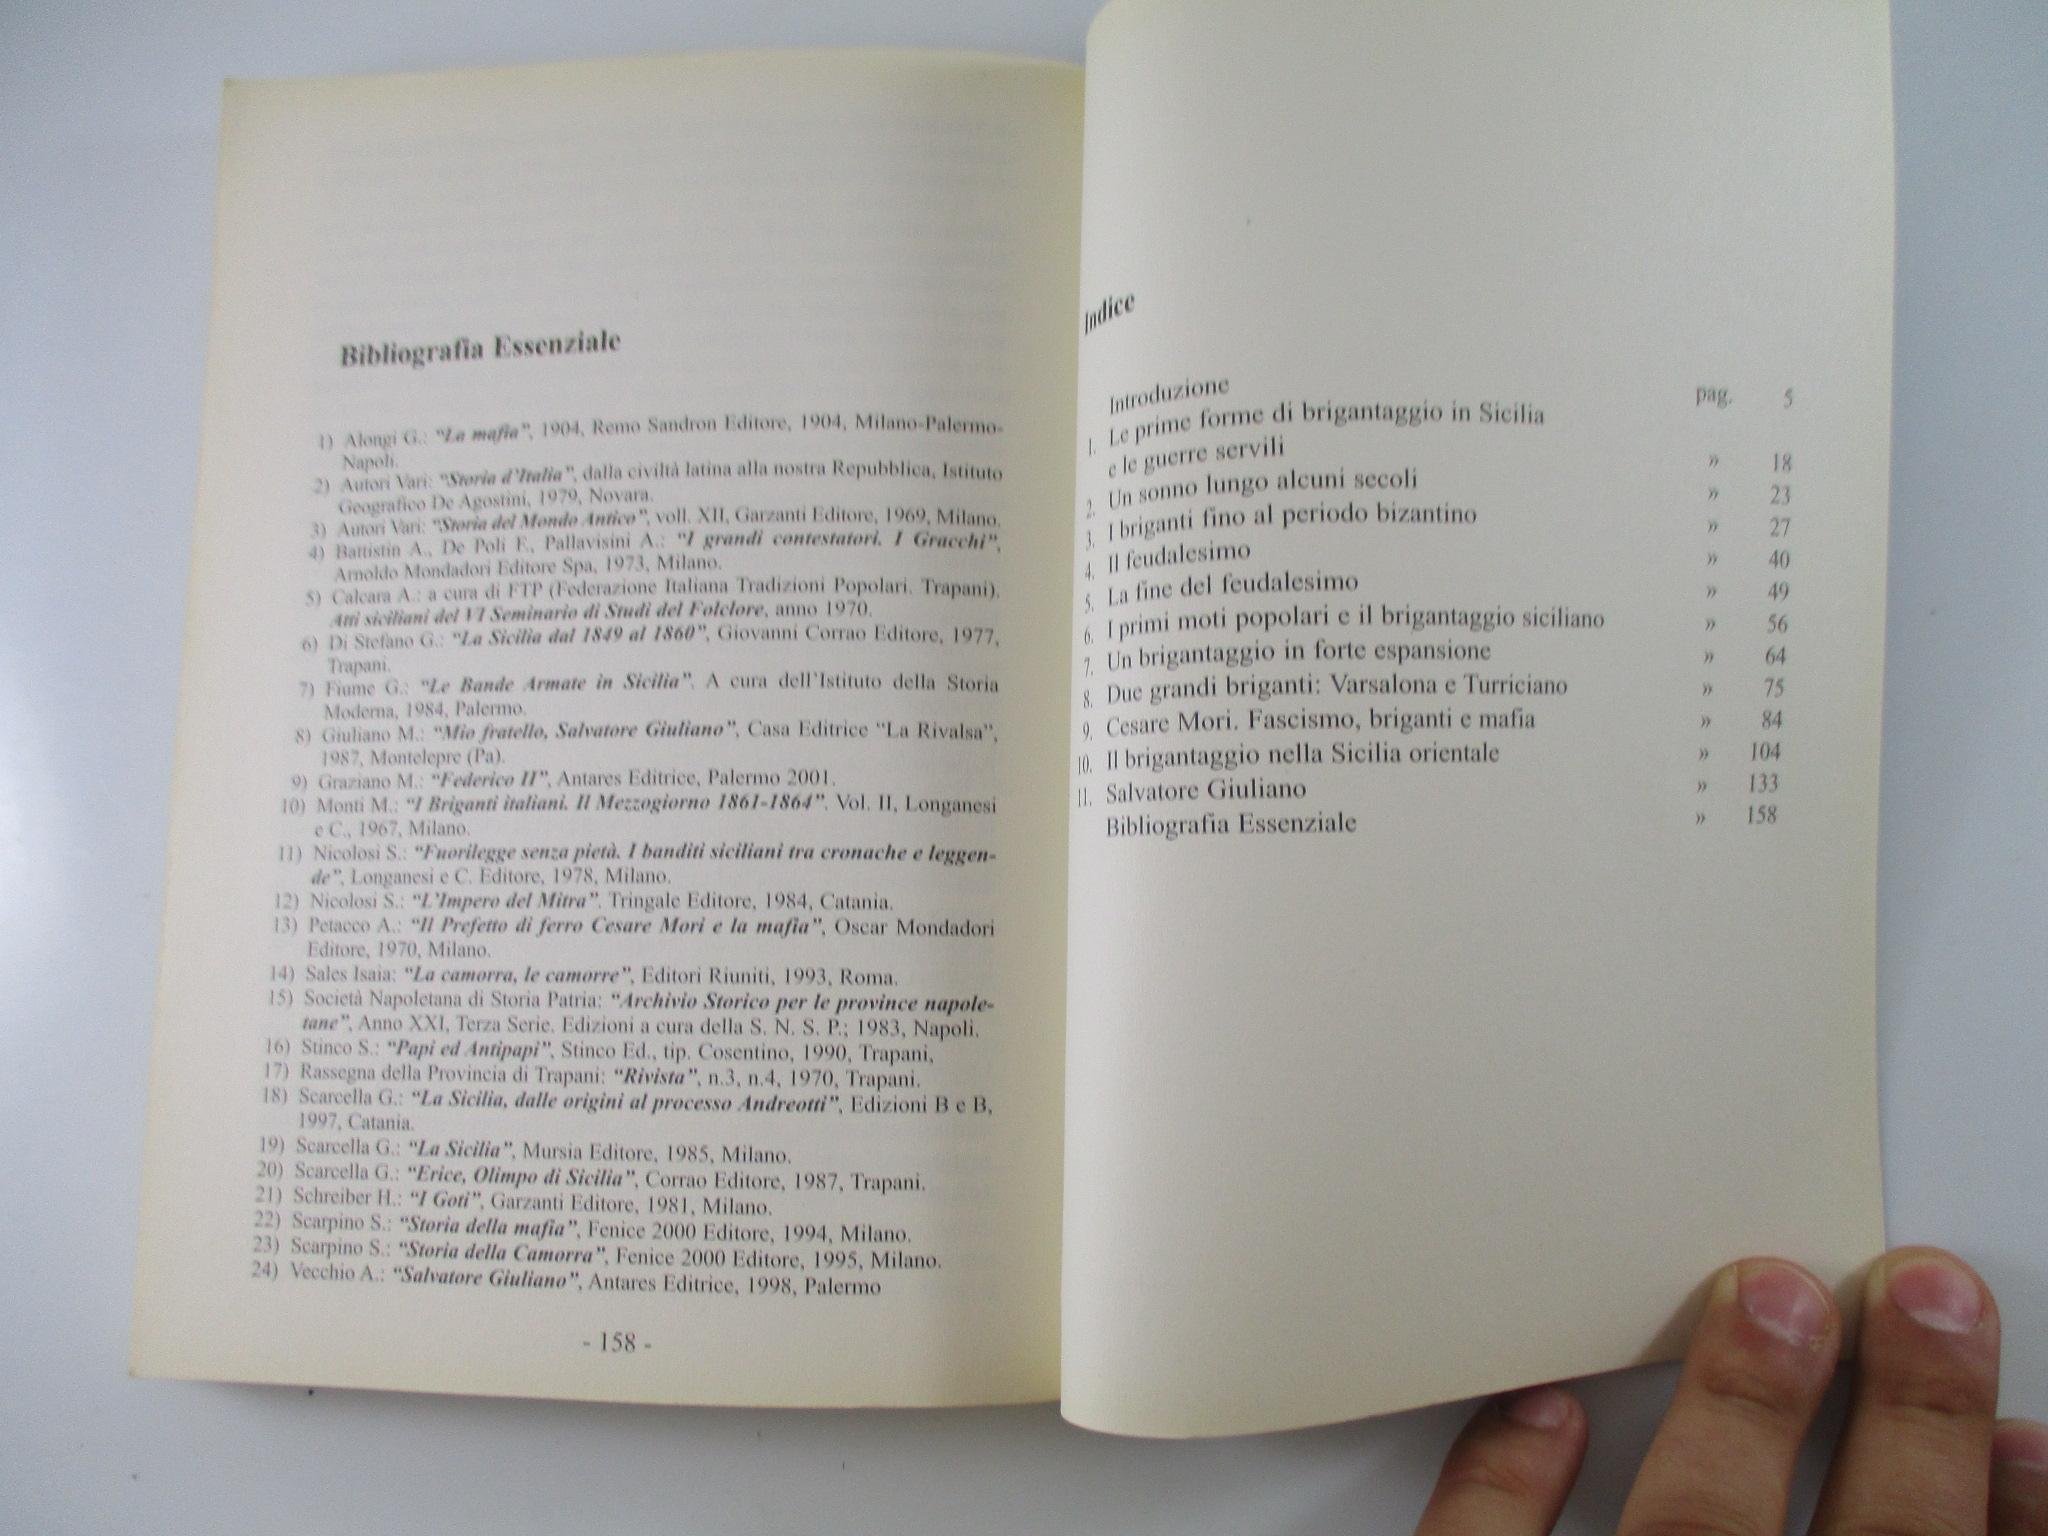 Bibliografia Essenziale
1) Alongi G.: “La mafia”, 1904, Remo Sandron Editore, 1904, Milano-Palermo-
Napoli.
2) Autori Vari: “Storia d’Italia”, dalla civiltà latina alla nostra Repubblica, Istituto
Geografico De Agostini, 1979, Novara.
3) Autori Vari: “Storia del Mondo Antico”, voll. XII, Garzanti Editore, 1969, Milano.
4) Battistin A., De Poli F., Pallavisini A.: “I grandi contestatori. I Gracchi”,
Arnoldo Mondadori Editore Spa, 1973, Milano.
5) Calcara A.: a cura di FTP (Federazione Italiana Tradizioni Popolari. Trapani).
Atti siciliani del VI Seminario di Studi del Folclore, anno 1970.
6) Di Stefano G.: “La Sicilia dal 1849 al 1860”, Giovanni Corrao Editore, 1977,
Trapani.
7) Fiume G.: “Le Bande Armate in Sicilia”. A cura dell’Istituto della Storia
Moderna, 1984, Palermo.
8) Giuliano M.: “Mio fratello, Salvatore Giuliano”, Casa Editrice “La Rivalsa”,
1987, Montelepre (Pa).
9) Graziano M.: “Federico II”, Antares Editrice, Palermo 2001.
10) Monti M.: “I Briganti italiani. Il Mezzogiorno 1861-1864”. Vol. II, Longanesi
e C., 1967, Milano.
11) Nicolosi S.: “Fuorilegge senza pietà. I banditi siciliani tra cronache e leggen-
de”, Longanesi e C. Editore, 1978, Milano.
12) Nicolosi S.: “L’Impero del Mitra”. Tringale Editore, 1984, Catania.
13) Petacco A.: “Il Prefetto di ferro Cesare Mori e la mafia”, Oscar Mondadori
Editore, 1970, Milano.
14) Sales Isaia: “La camorra, le camorre”, Editori Riuniti, 1993, Roma.
15) Società Napoletana di Storia Patria: “Archivio Storico per le province napole-
tane”, Anno XXI, Terza Serie. Edizioni a cura della S. N. S. P.; 1983, Napoli.
16) Stinco S.: “Papi ed Antipapi”, Stinco Ed., tip. Cosentino, 1990, Trapani,
17) Rassegna della Provincia di Trapani: “Rivista”, n.3, n.4, 1970, Trapani.
18) Scarcella G.: “La Sicilia, dalle origini al processo Andreotti”, Edizioni B e B,
1997, Catania.
19) Scarcella G.: “La Sicilia”, Mursia Editore, 1985, Milano.
20) Scarcella G.: “Erice, Olimpo di Sicilia”, Corrao Editore, 1987, Trapani.
21) Schreiber H.: “I Goti”, Garzanti Editore, 1981, Milano.
22) Scarpino S.: “Storia della mafia”, Fenice 2000 Editore, 1994, Milano.
23) Scarpino S.: “Storia della Camorra”, Fenice 2000 Editore, 1995, Milano.
24) Vecchio A.: “Salvatore Giuliano”, Antares Editrice, 1998, Palermo
- 158 -
Indice
Introduzione pag. 5
1. Le prime forme di brigantaggio in Sicilia
e le guerre servili » 18
2. Un sonno lungo alcuni secoli » 23
3. I briganti fino al periodo bizantino » 27
4. Il feudalesimo » 40
5. La fine del feudalesimo » 49
6. I primi moti popolari e il brigantaggio siciliano » 56
7. Un brigantaggio in forte espansione » 64
8. Due grandi briganti: Varsalona e Turriciano » 75
9. Cesare Mori. Fascismo, briganti e mafia » 84
10. Il brigantaggio nella Sicilia orientale » 104
11. Salvatore Giuliano » 133
Bibliografia Essenziale » 158